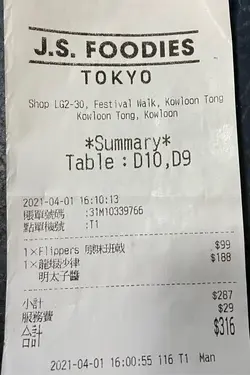 J.S. FOODIES
TOKYO
Shop LG2-30, Festival Walk, Kowloon Tong
Kowloon Tong, Kowloon
*Summary*
Table : D10,D9
2021-04-01 16:10:13
賬單號碼 :31M10339766
點單機號 :T1
1×Flippers 班戟 $99
1×龍蝦沙律 $188
明太子醬
小計 $287
服務費 $29
合計 $316
2021-04-01 16:00:55 116 T1 Man